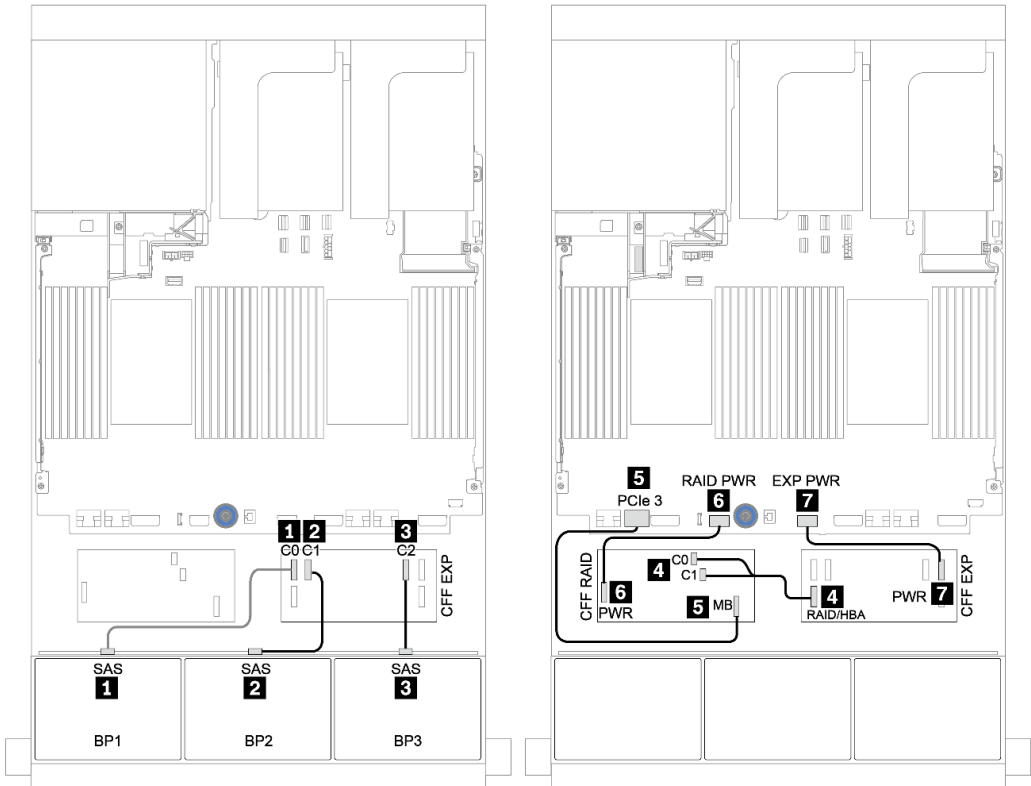 1 2 3
C0 C1 C2
CFF EXP
SAS SAS SAS
1 2 3
BP1 BP2 BP3
5 RAID PWR EXP PWR
PCIe 3 6 7
CFF RAID
C0
4 C1
6
PWR
5 MB
4
RAID/HBA
PWR 7
CFF EXP